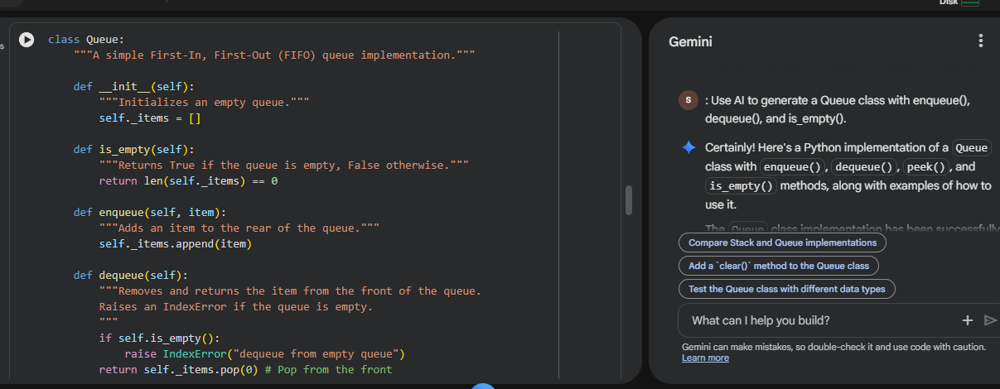 Disk
s
class Queue:
    """A simple First-In, First-Out (FIFO) queue implementation."""
    def __init__(self):
        """Initializes an empty queue."""
        self._items = []
    def is_empty(self):
        """Returns True if the queue is empty, False otherwise."""
        return len(self._items) == 0
    def enqueue(self, item):
        """Adds an item to the rear of the queue."""
        self._items.append(item)
    def dequeue(self):
        """Removes and returns the item from the front of the queue.
        Raises an IndexError if the queue is empty.
        """
        if self.is_empty():
            raise IndexError("dequeue from empty queue")
        return self._items.pop(0) # Pop from the front
Gemini
S
: Use AI to generate a Queue class with enqueue(),
dequeue(), and is_empty().
Certainly! Here's a Python implementation of a Queue
class with enqueue(), dequeue(), peek(), and
is_empty() methods, along with examples of how to
use it.
The Queue class implementation has been successfully
Compare Stack and Queue implementations
Add a `clear()` method to the Queue class
Test the Queue class with different data types
What can I help you build?
Gemini can make mistakes, so double-check it and use code with caution.
Learn more